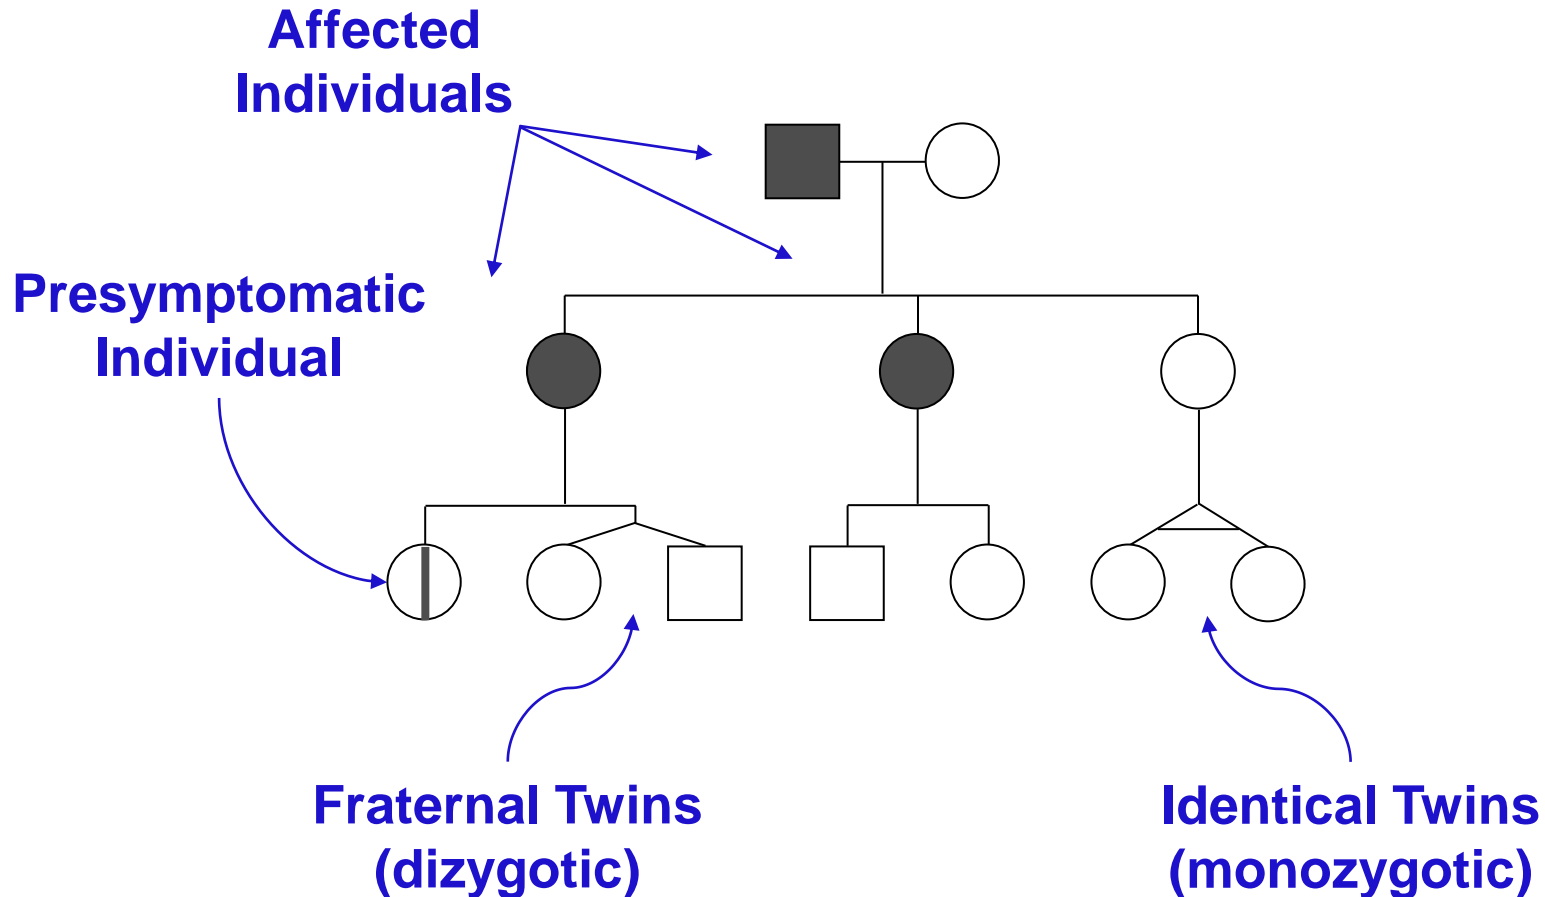 Affected
Individuals
Presymptomatic
Individual
Fraternal Twins
(dizygotic)
Identical Twins
(monozygotic)